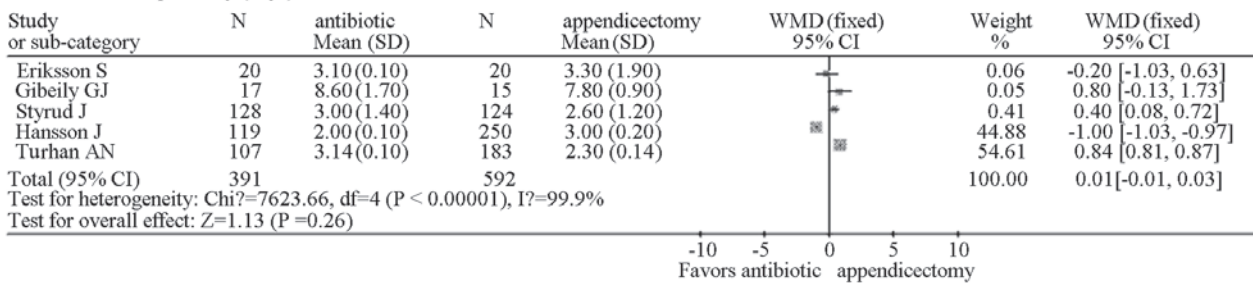 Study N antibiotic N appendicectomy WMD (fixed) Weight WMD (fixed)
or sub-category Mean (SD) Mean (SD) 95% CI % 95% CI
Eriksson S 20 3.10 (0.10) 20 3.30 (1.90) 0.06 -0.20 [-1.03, 0.63]
Gibeily GJ 17 8.60 (1.70) 15 7.80 (0.90) 0.05 0.80 [-0.13, 1.73]
Styrud J 128 3.00 (1.40) 124 2.60 (1.20) 0.41 0.40 [0.08, 0.72]
Hansson J 119 2.00 (0.10) 250 3.00 (0.20) 44.88 -1.00 [-1.03, -0.97]
Turhan AN 107 3.14(0.10) 183 2.30 (0.14) 54.61 0.84 [0.81, 0.87]
Total (95% CI) 391 592 100.00 0.01[-0.01, 0.03]
Test for heterogeneity: Chi?=7623.66, df=4 (P < 0.00001), I?=99.9%
Test for overall effect: Z=1.13 (P =0.26)
-10 -5 0 5 10
Favors antibiotic appendicectomy